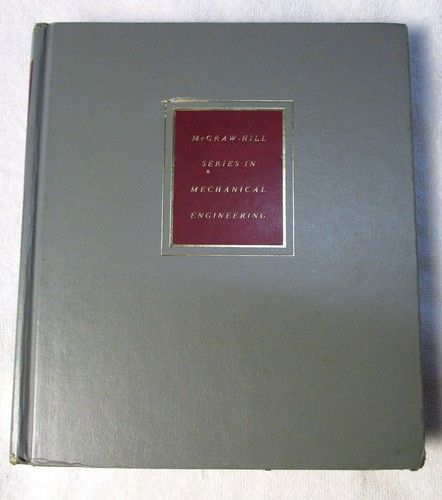 McGRAW-HILL
SERIES IN
MECHANICAL
ENGINEERING